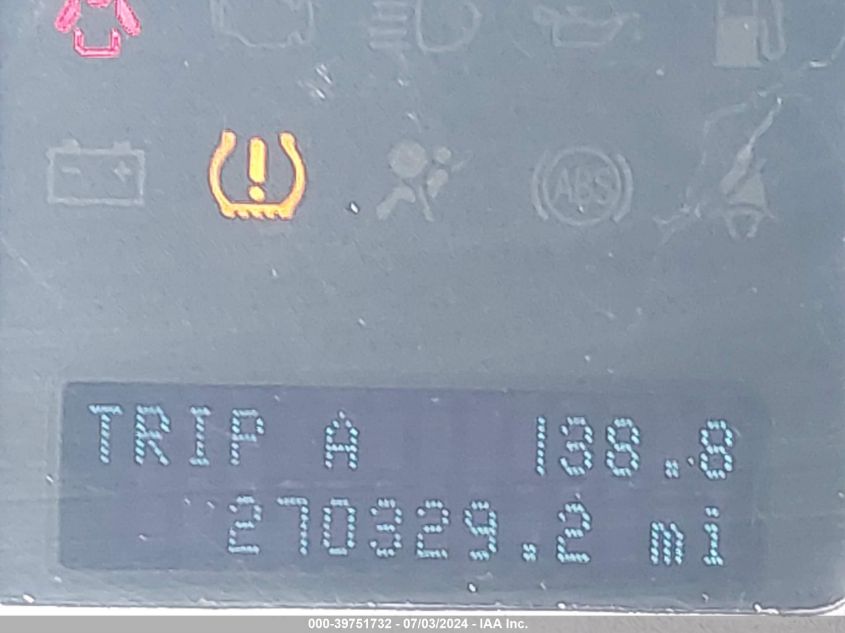 - +
!
ABS
TRIP A 138.8
270329.2 mi
000-39751732 - 07/03/2024 - IAA Inc.